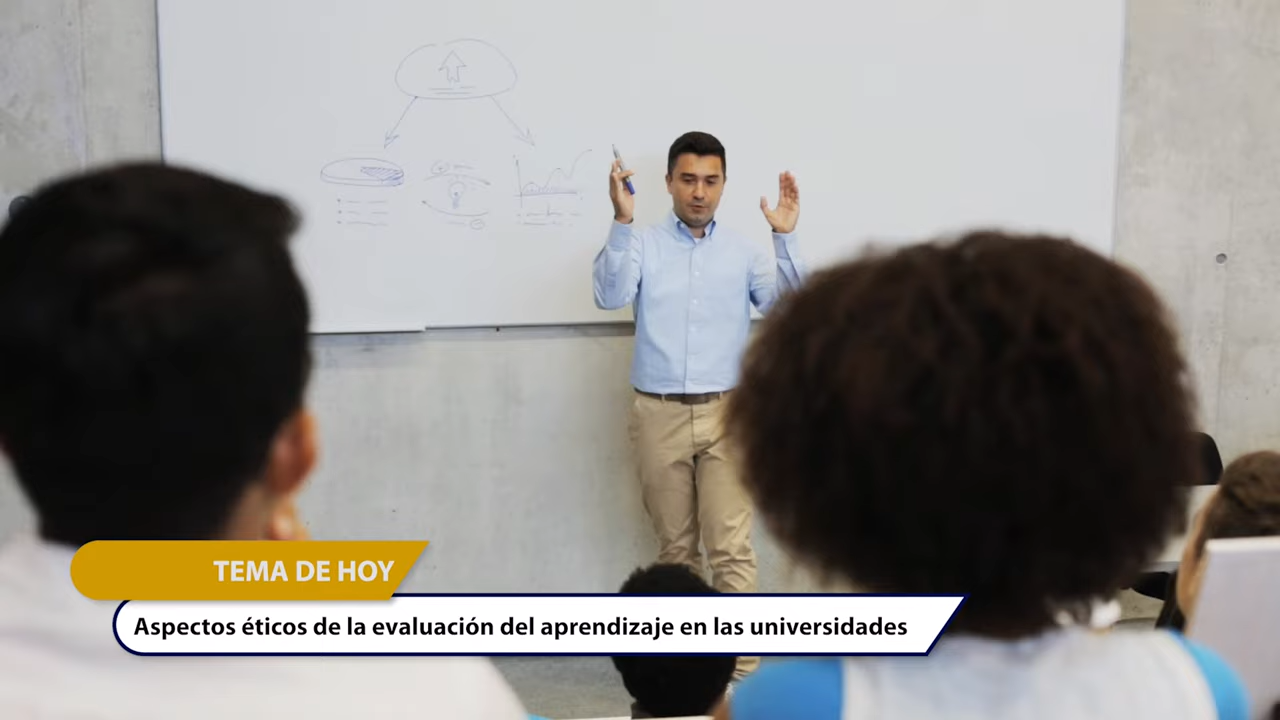 TEMA DE HOY
Aspectos éticos de la evaluación del aprendizaje en las universidades